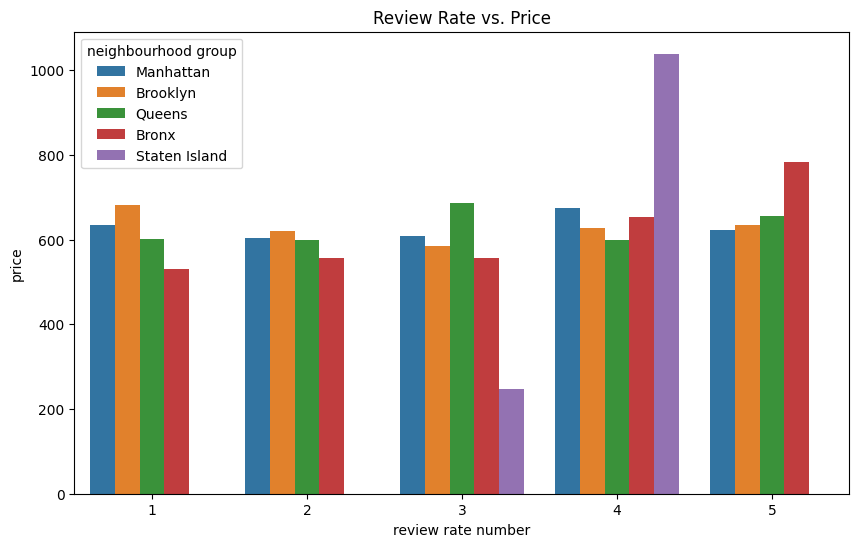 Review Rate vs. Price
neighbourhood group
Manhattan
Brooklyn
Queens
Bronx
Staten Island
1000
800
600
400
200
0
price
1 2 3 4 5
review rate number